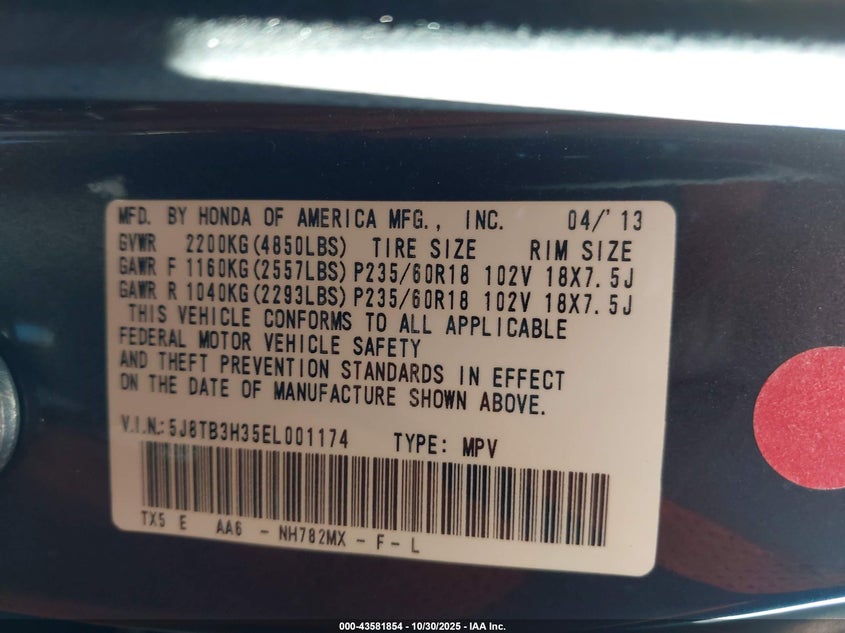 MFD. BY HONDA OF AMERICA MFG., INC. 04/'13
GVWR 2200KG(4850LBS) TIRE SIZE RIM SIZE
GAWR F 1160KG(2557LBS) P235/60R18 102V 18X7.5J
GAWR R 1040KG(2293LBS) P235/60R18 102V 18X7.5J
THIS VEHICLE CONFORMS TO ALL APPLICABLE
FEDERAL MOTOR VEHICLE SAFETY
AND THEFT PREVENTION STANDARDS IN EFFECT
ON THE DATE OF MANUFACTURE SHOWN ABOVE.
V.I.N.: 5J8TB3H35EL001174 TYPE: MPV
TX5 E AA6 - NH782MX - F - L
000-43581854 - 10/30/2025 - IAA Inc.